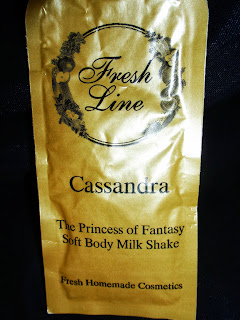 Fresh
Line
Cassandra
The Princess of Fantasy
Soft Body Milk Shake
Fresh Homemade Cosmetics